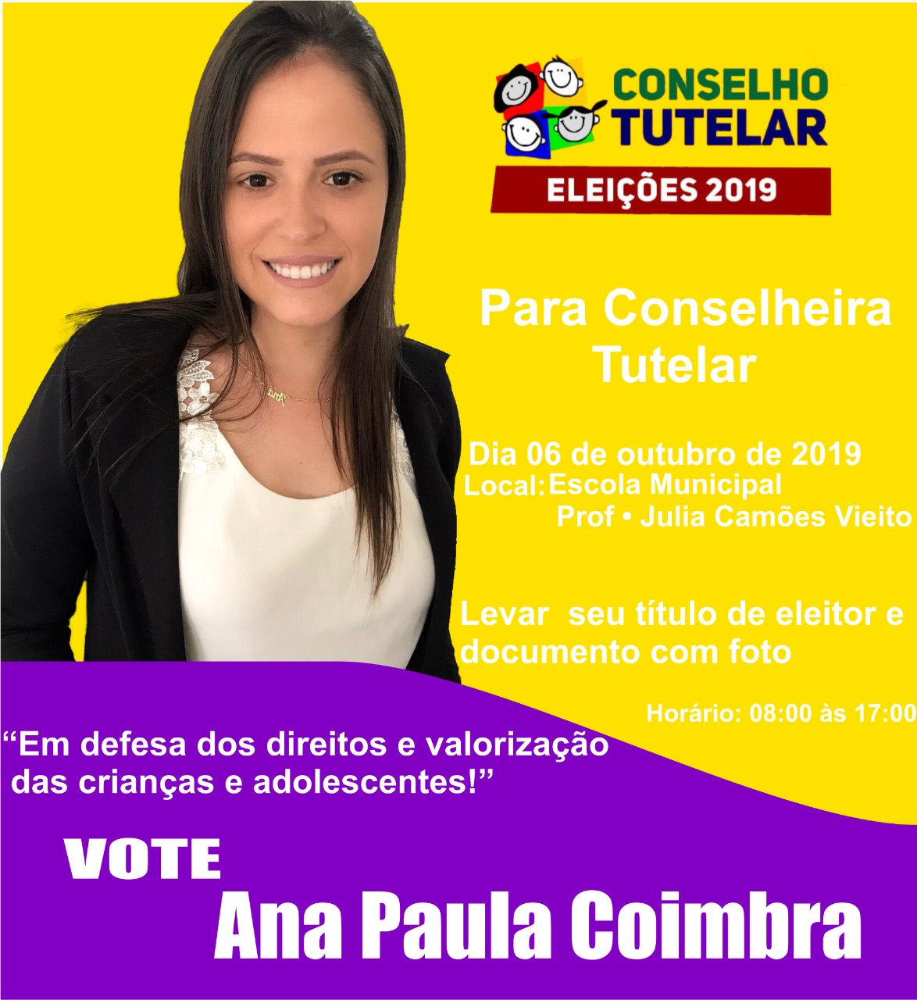 CONSELHO
TUTELAR
ELEIÇÕES 2019
Para Conselheira
Tutelar
Dia 06 de outubro de 2019
Local: Escola Municipal
Prof • Julia Camões Vieito
Levar seu título de eleitor e
documento com foto
Horário: 08:00 às 17:00
“Em defesa dos direitos e valorização
das crianças e adolescentes!”
VOTE
Ana Paula Coimbra
Ana